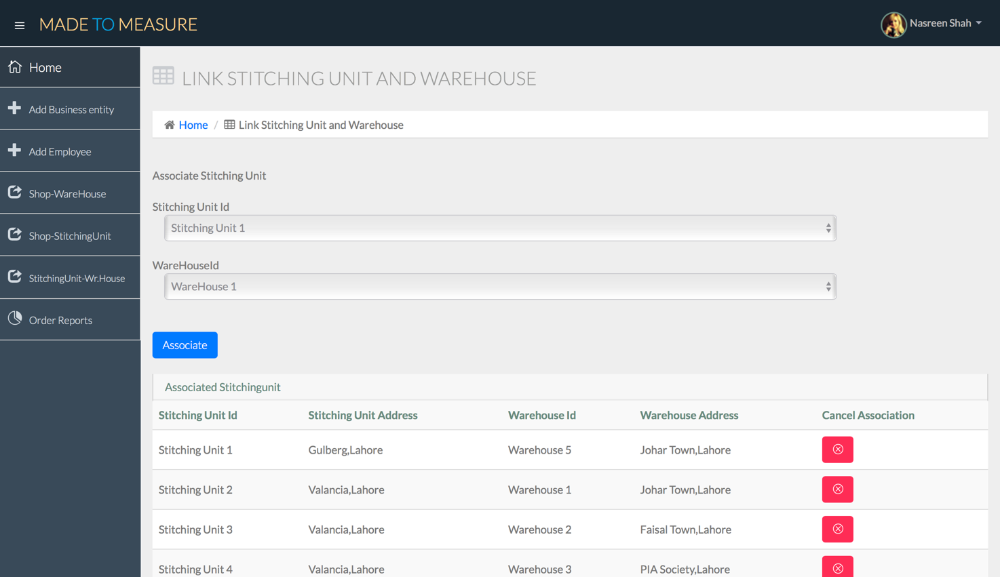 MADE TO MEASURE
Nasreen Shah
Home
Add Business entity
Add Employee
Shop-WareHouse
Shop-StitchingUnit
StitchingUnit-Wr.House
Order Reports
LINK STITCHING UNIT AND WAREHOUSE
Home / Link Stitching Unit and Warehouse
Associate Stitching Unit
Stitching Unit Id
Stitching Unit 1
WareHouseId
WareHouse 1
Associate
Associated Stitchingunit
Stitching Unit Id Stitching Unit Address Warehouse Id Warehouse Address Cancel Association
Stitching Unit 1 Gulberg,Lahore Warehouse 5 Johar Town,Lahore
Stitching Unit 2 Valancia,Lahore Warehouse 1 Johar Town,Lahore
Stitching Unit 3 Valancia,Lahore Warehouse 2 Faisal Town,Lahore
Stitching Unit 4 Valancia,Lahore Warehouse 3 PIA Society,Lahore